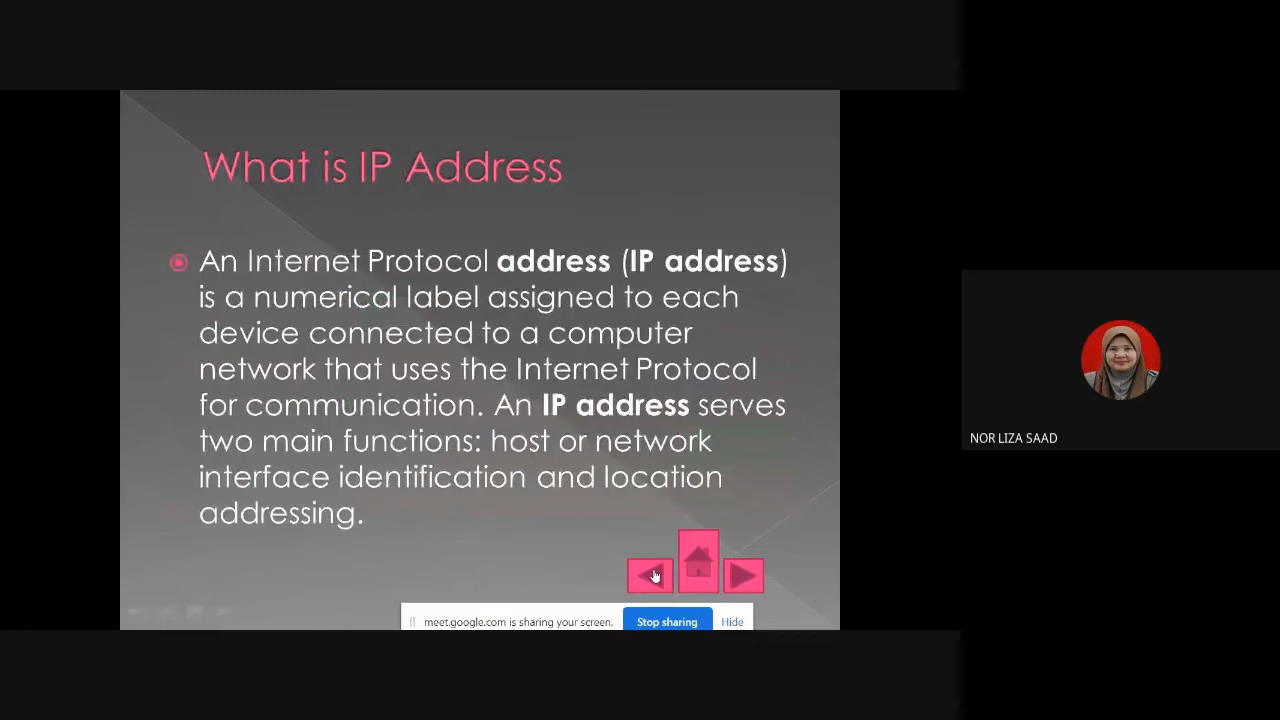 What is IP Address
An Internet Protocol address (IP address)
is a numerical label assigned to each
device connected to a computer
network that uses the Internet Protocol
for communication. An IP address serves
two main functions: host or network
interface identification and location
addressing.
NOR LIZA SAAD
meet.google.com is sharing your screen. Stop sharing Hide